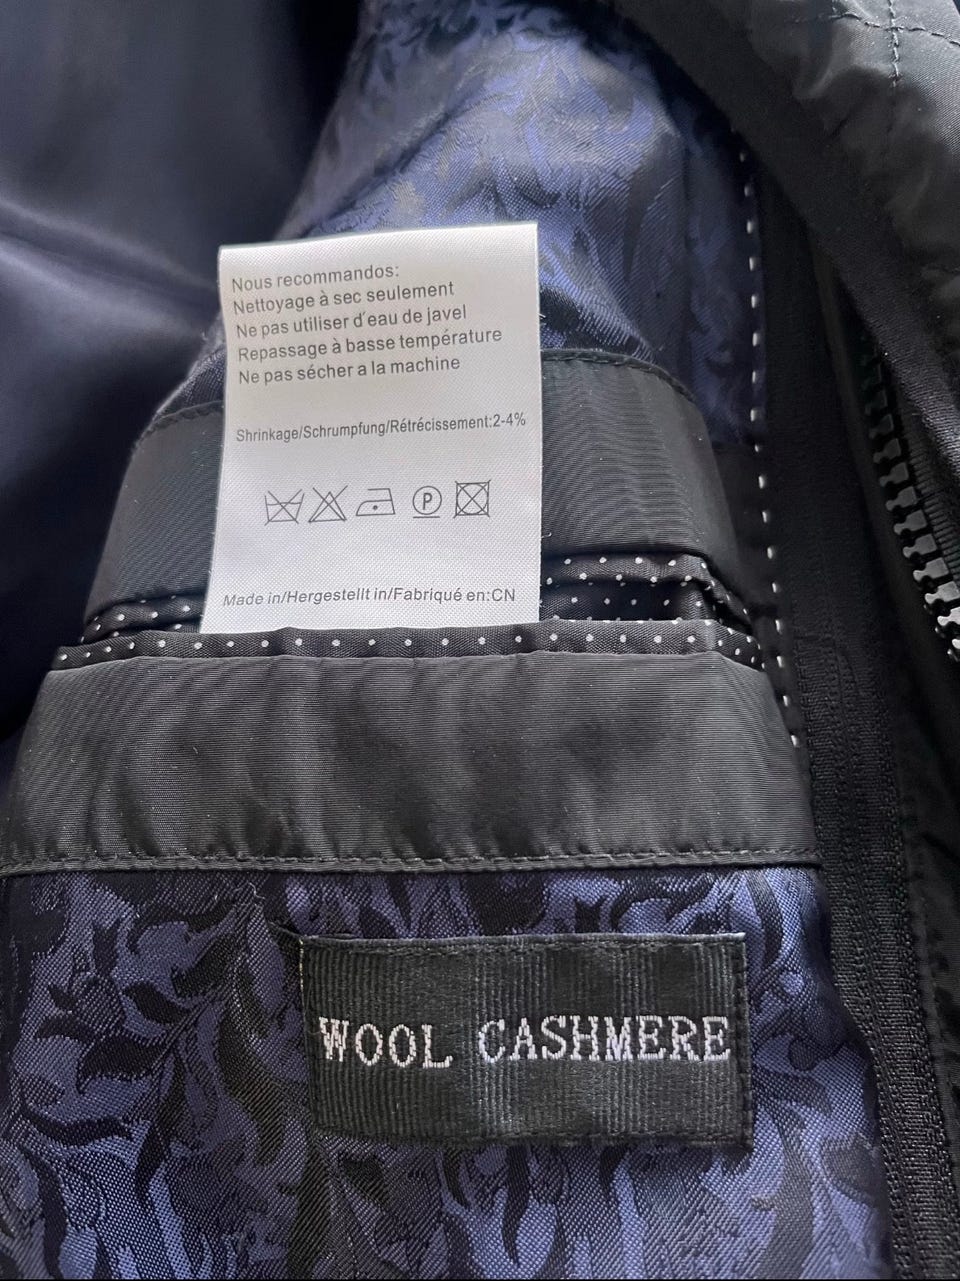 Nous recommandos:
Nettoyage à sec seulement
Ne pas utiliser d'eau de javel
Repassage à basse température
Ne pas sécher a la machine
Shrinkage/Schrumpfung/Rétrécissement:2-4%
P
Made in/Hergestellt in/Fabriqué en:CN
WOOL CASHMERE